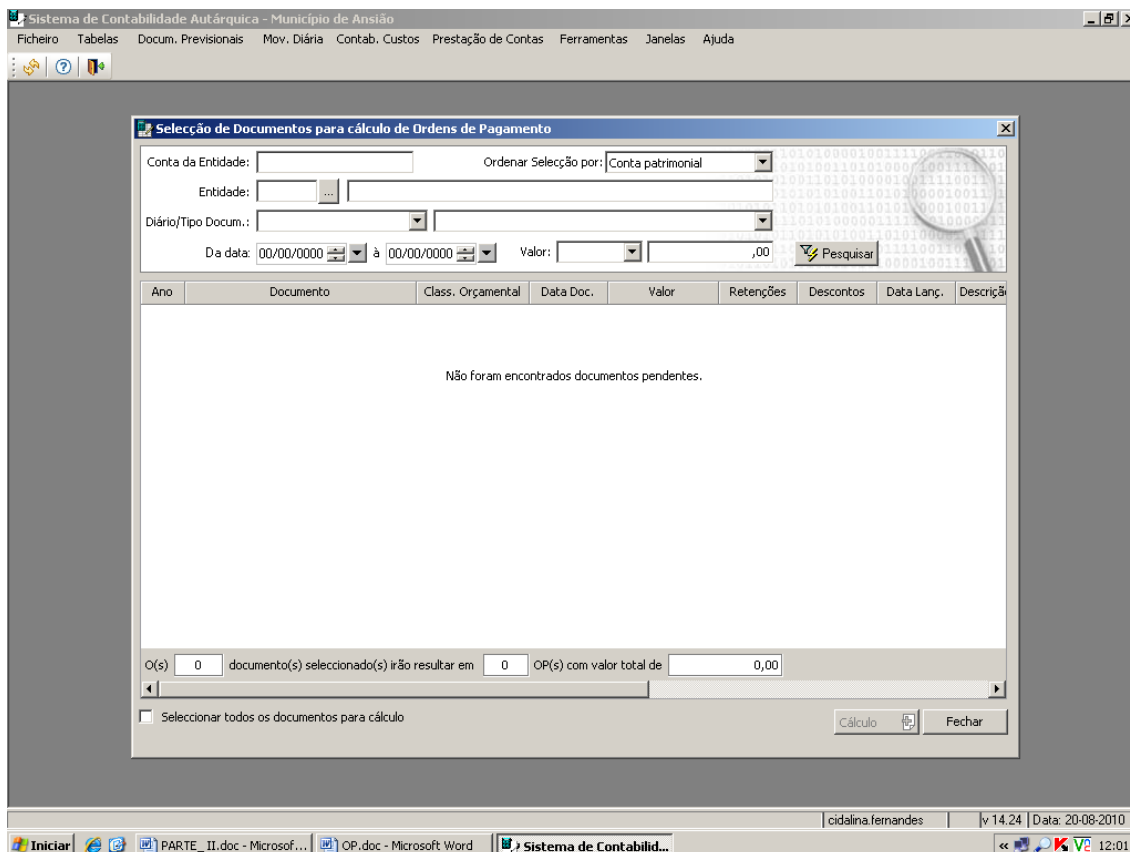 Sistema de Contabilidade Autárquica - Município de Ansião
Ficheiro Tabelas Docum. Previsionais Mov. Diária Contab. Custos Prestação de Contas Ferramentas Janelas Ajuda
Selecção de Documentos para cálculo de Ordens de Pagamento
Conta da Entidade: Ordenar Selecção por: Conta patrimonial
Entidade: ...
Diário/Tipo Docum.:
Da data: 00/00/0000 à 00/00/0000 Valor: ,00 Pesquisar
Ano Documento Class. Orçamental Data Doc. Valor Retenções Descontos Data Lanç. Descriçã
Não foram encontrados documentos pendentes.
O(s) 0 documento(s) seleccionado(s) irão resultar em 0 OP(s) com valor total de 0,00
Seleccionar todos os documentos para cálculo
Cálculo Fechar
cidalina.fernandes v 14.24 Data: 20-08-2010
Iniciar PARTE_ II.doc - Microsof... OP.doc - Microsoft Word Sistema de Contabilid... 12:01